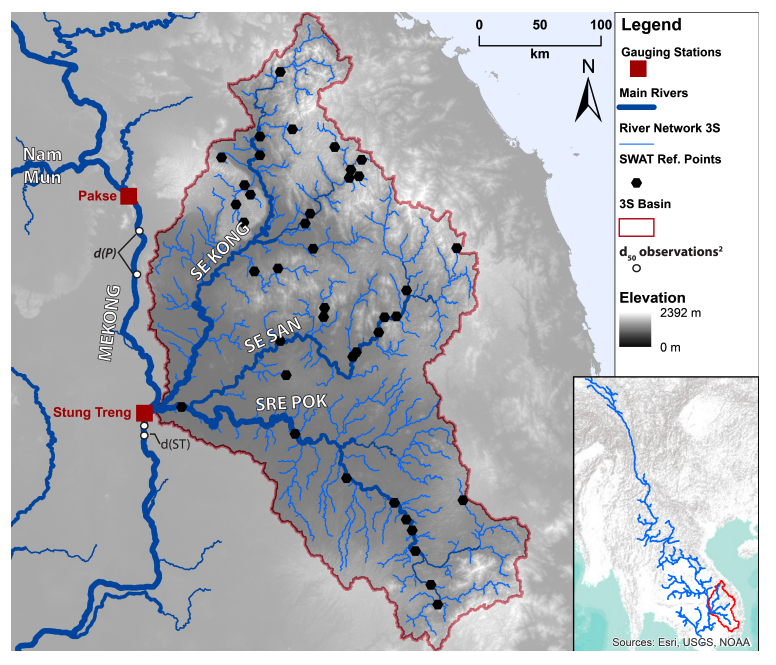 0 50 100
km
N
Legend
Gauging Stations
Main Rivers
River Network 3S
SWAT Ref. Points
3S Basin
d50 observations²
Elevation
2392 m
0 m
Nam
Mun
Pakse
d(P)
MEKONG
SE KONG
SE SAN
SRE POK
Stung Treng
d(ST)
Sources: Esri, USGS, NOAA